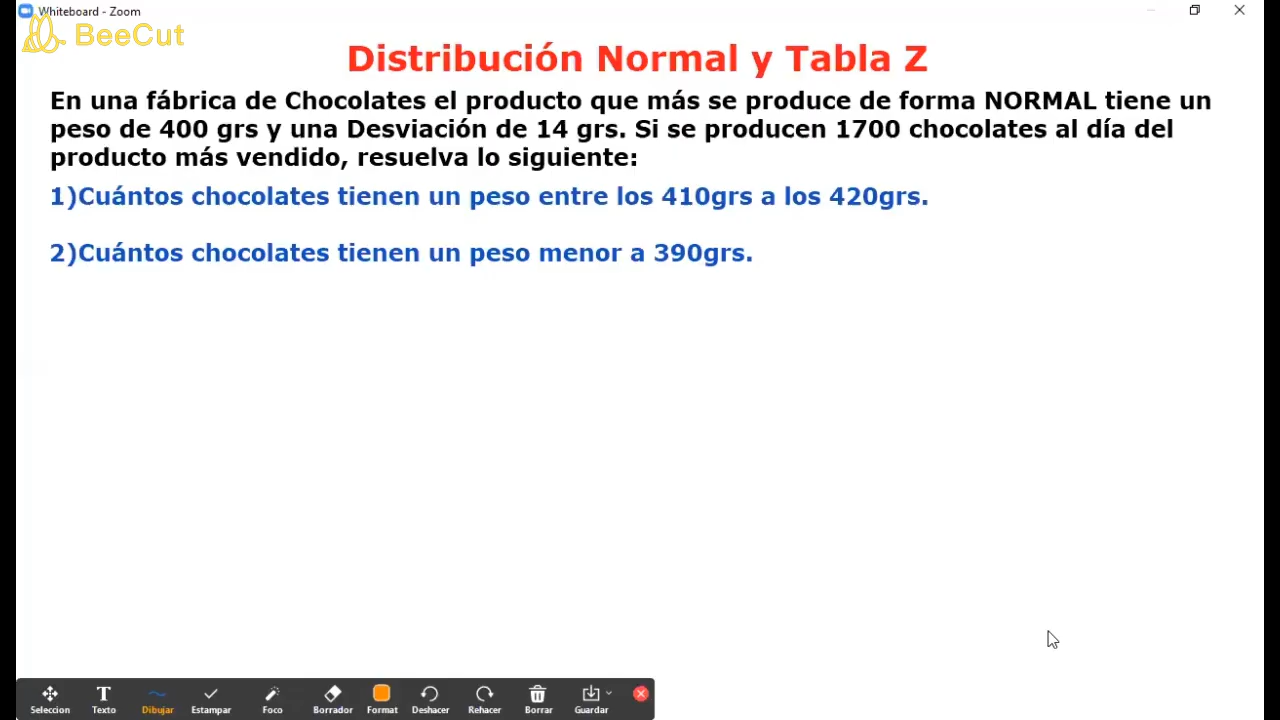 Whiteboard - Zoom
BeeCut
Distribución Normal y Tabla Z
En una fábrica de Chocolates el producto que más se produce de forma NORMAL tiene un
peso de 400 grs y una Desviación de 14 grs. Si se producen 1700 chocolates al día del
producto más vendido, resuelva lo siguiente:
1)Cuántos chocolates tienen un peso entre los 410grs a los 420grs.
2)Cuántos chocolates tienen un peso menor a 390grs.
Seleccion Texto Dibujar Estampar Foco Borrador Format Deshacer Rehacer Borrar Guardar